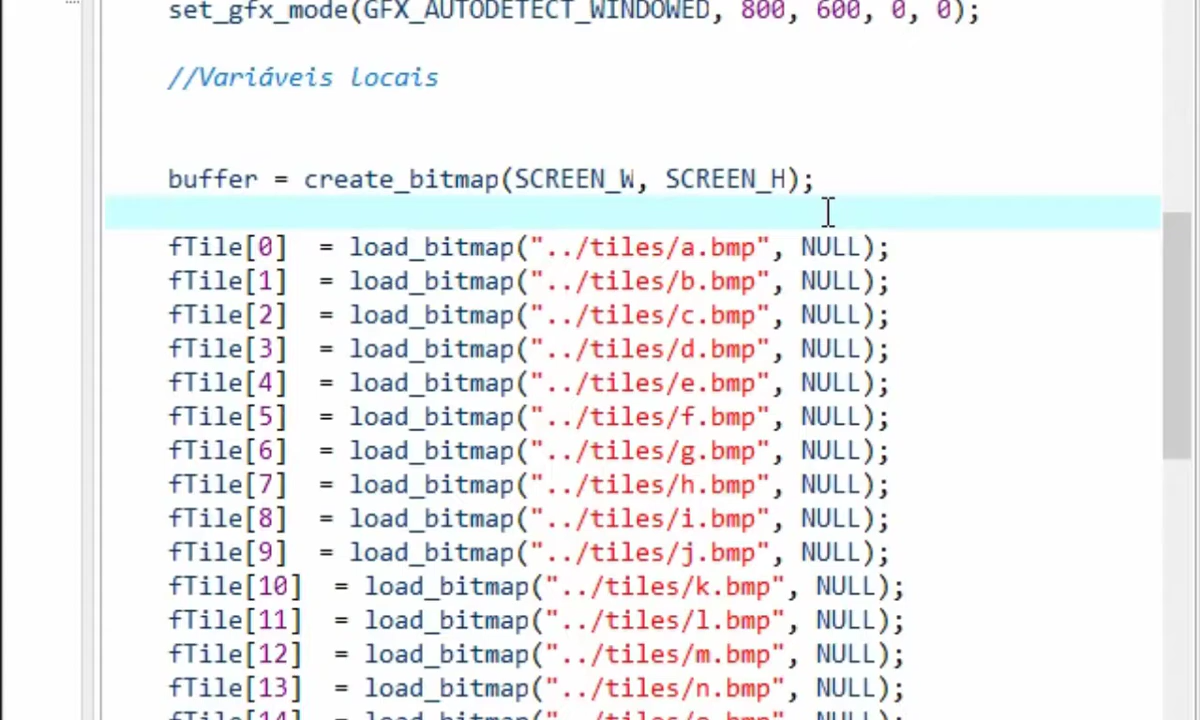 set_gfx_mode(GFX_AUTODETECT_WINDOWED, 800, 600, 0, 0);
//Variáveis locais
buffer = create_bitmap(SCREEN_W, SCREEN_H);
fTile[0]  = load_bitmap("../tiles/a.bmp", NULL);
fTile[1]  = load_bitmap("../tiles/b.bmp", NULL);
fTile[2]  = load_bitmap("../tiles/c.bmp", NULL);
fTile[3]  = load_bitmap("../tiles/d.bmp", NULL);
fTile[4]  = load_bitmap("../tiles/e.bmp", NULL);
fTile[5]  = load_bitmap("../tiles/f.bmp", NULL);
fTile[6]  = load_bitmap("../tiles/g.bmp", NULL);
fTile[7]  = load_bitmap("../tiles/h.bmp", NULL);
fTile[8]  = load_bitmap("../tiles/i.bmp", NULL);
fTile[9]  = load_bitmap("../tiles/j.bmp", NULL);
fTile[10]  = load_bitmap("../tiles/k.bmp", NULL);
fTile[11]  = load_bitmap("../tiles/l.bmp", NULL);
fTile[12]  = load_bitmap("../tiles/m.bmp", NULL);
fTile[13]  = load_bitmap("../tiles/n.bmp", NULL);